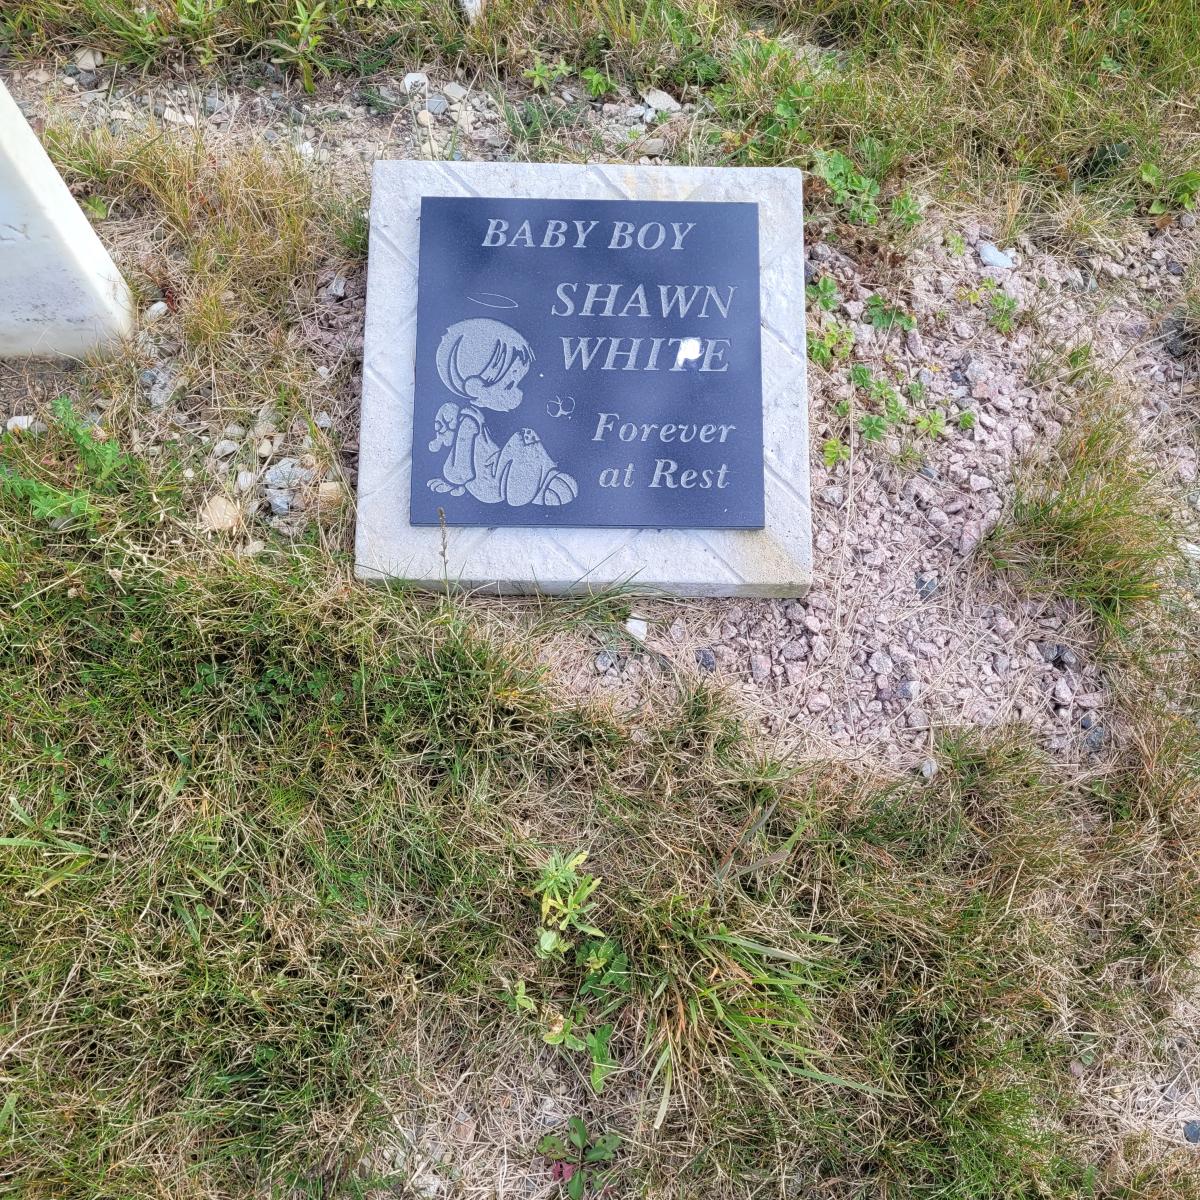 BABY BOY
SHAWN
WHITE
Forever
at Rest